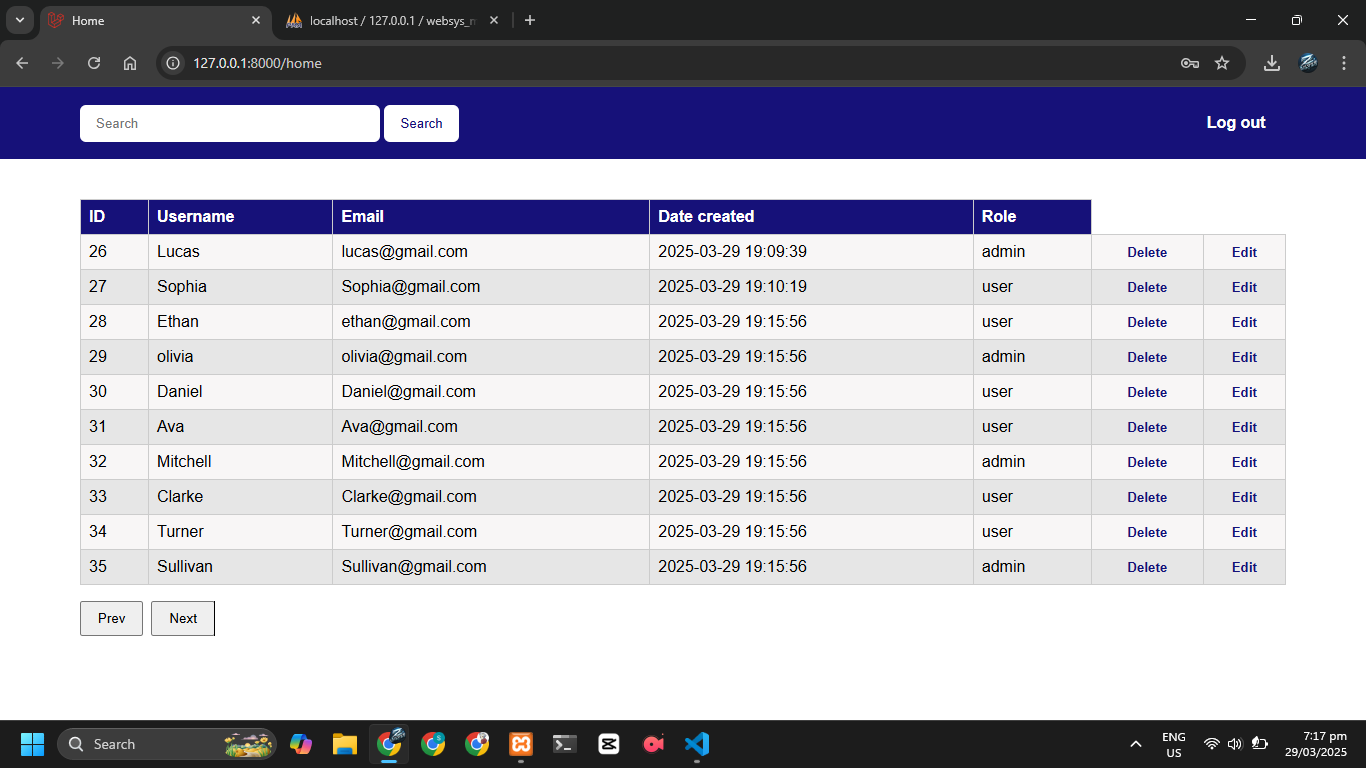 Home
localhost / 127.0.0.1 / websys_m
127.0.0.1:8000/home
Search Search Log out
ID Username Email Date created Role
26 Lucas lucas@gmail.com 2025-03-29 19:09:39 admin Delete Edit
27 Sophia Sophia@gmail.com 2025-03-29 19:10:19 user Delete Edit
28 Ethan ethan@gmail.com 2025-03-29 19:15:56 user Delete Edit
29 olivia olivia@gmail.com 2025-03-29 19:15:56 admin Delete Edit
30 Daniel Daniel@gmail.com 2025-03-29 19:15:56 user Delete Edit
31 Ava Ava@gmail.com 2025-03-29 19:15:56 user Delete Edit
32 Mitchell Mitchell@gmail.com 2025-03-29 19:15:56 admin Delete Edit
33 Clarke Clarke@gmail.com 2025-03-29 19:15:56 user Delete Edit
34 Turner Turner@gmail.com 2025-03-29 19:15:56 user Delete Edit
35 Sullivan Sullivan@gmail.com 2025-03-29 19:15:56 admin Delete Edit
Prev Next
Search
ENG
US
7:17 pm
29/03/2025